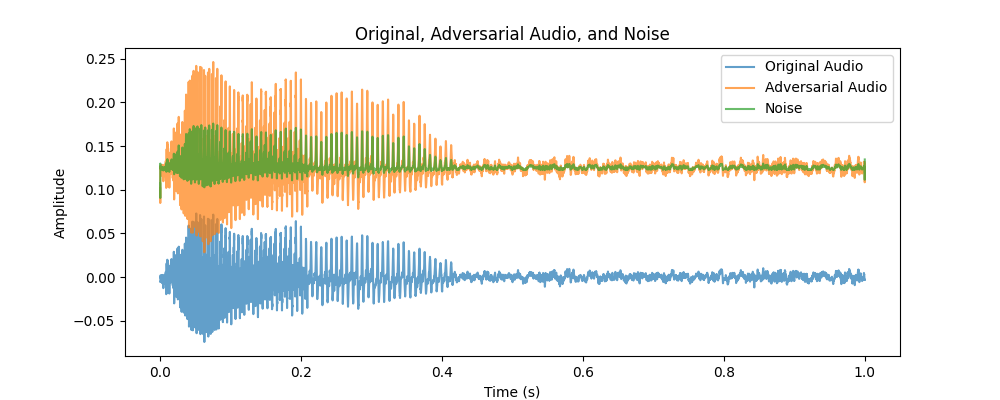 Original, Adversarial Audio, and Noise
Original Audio
Adversarial Audio
Noise
Amplitude
0.25
0.20
0.15
0.10
0.05
0.00
−0.05
0.0 0.2 0.4 0.6 0.8 1.0
Time (s)